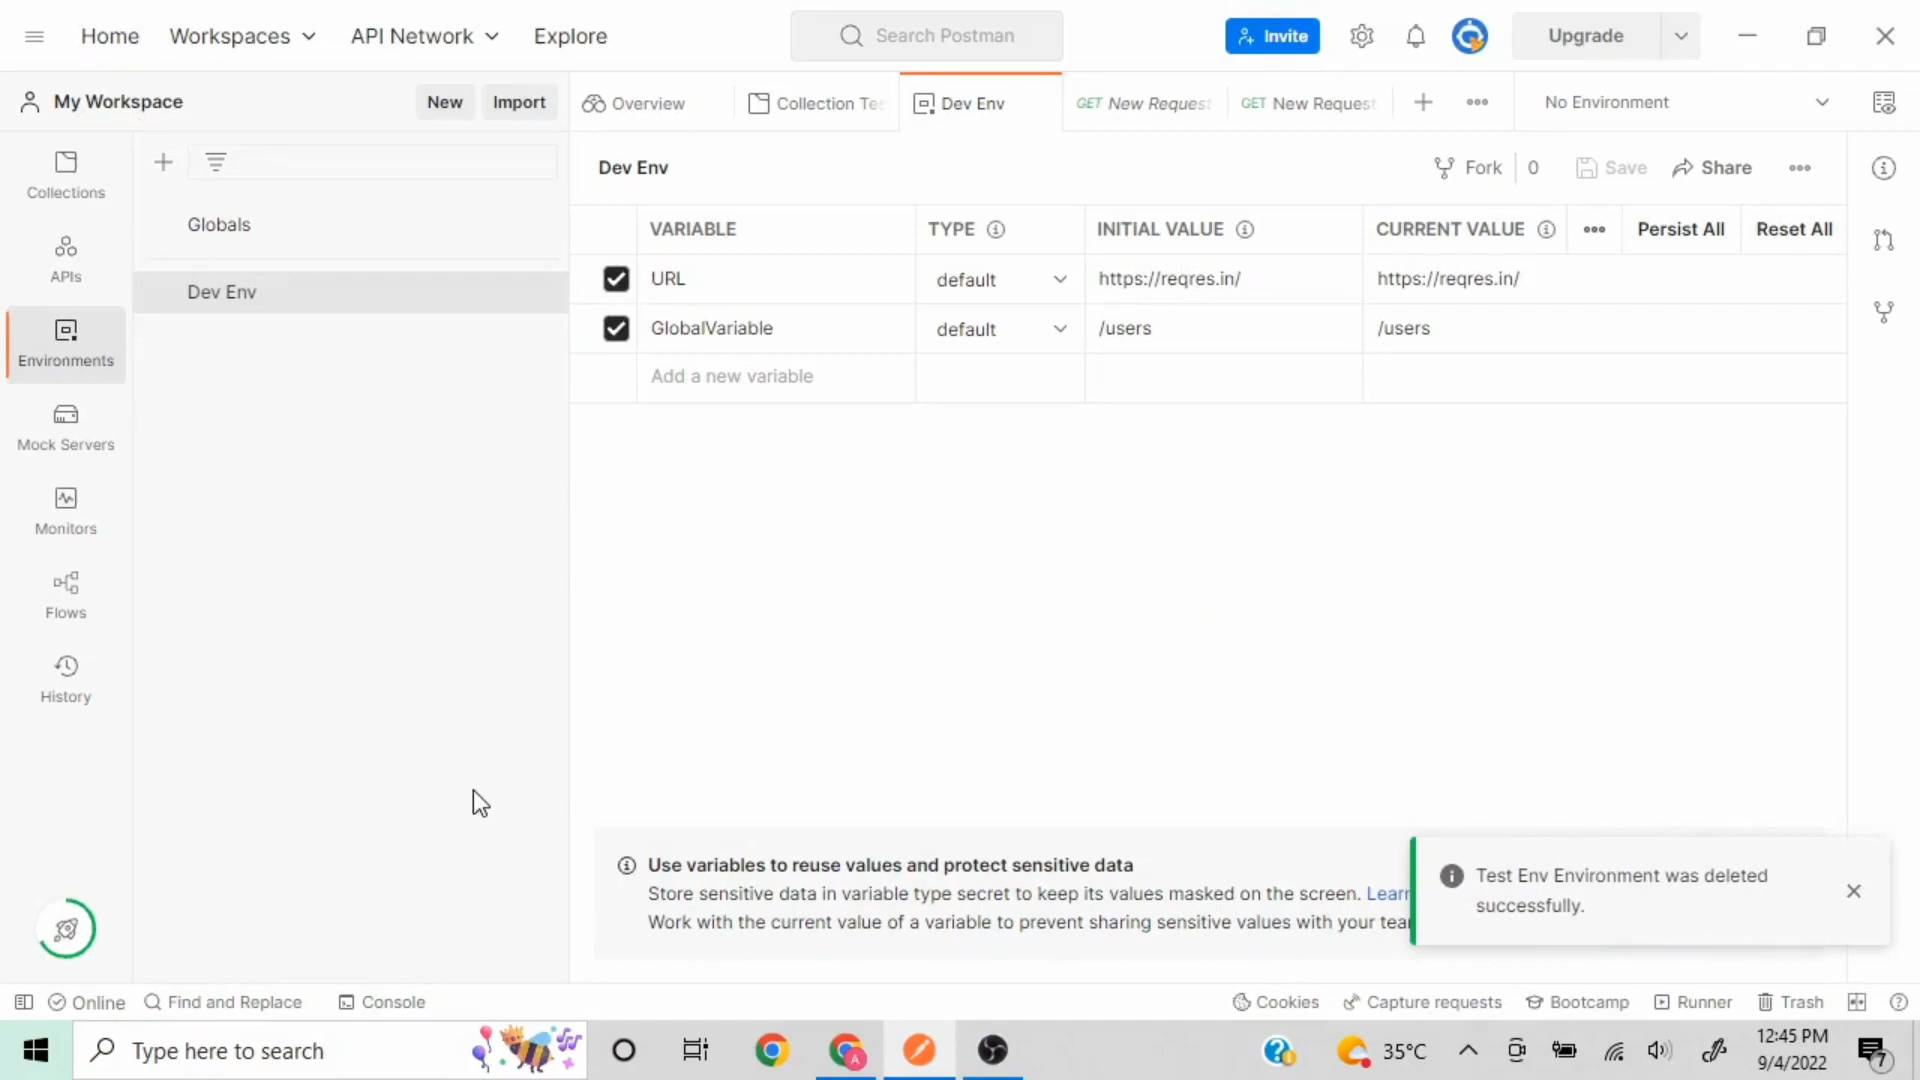 Home
Workspaces
API Network
Explore
Search Postman
Invite
Upgrade
My Workspace
New
Import
Overview
Collection Te
Dev Env
GET New Request
GET New Reques
No Environment
Collections
APIs
Environments
Mock Servers
Monitors
Flows
History
Globals
Dev Env
Dev Env
Fork
0
Save
Share
VARIABLE
TYPE
INITIAL VALUE
CURRENT VALUE
Persist All
Reset All
URL
default
https://reqres.in/
https://reqres.in/
GlobalVariable
default
/users
/users
Add a new variable
Use variables to reuse values and protect sensitive data
Store sensitive data in variable type secret to keep its values masked on the screen. Learn
Work with the current value of a variable to prevent sharing sensitive values with your tea
Test Env Environment was deleted
successfully.
Online
Find and Replace
Console
Cookies
Capture requests
Bootcamp
Runner
Trash
Type here to search
A
35°C
12:45 PM
9/4/2022
7